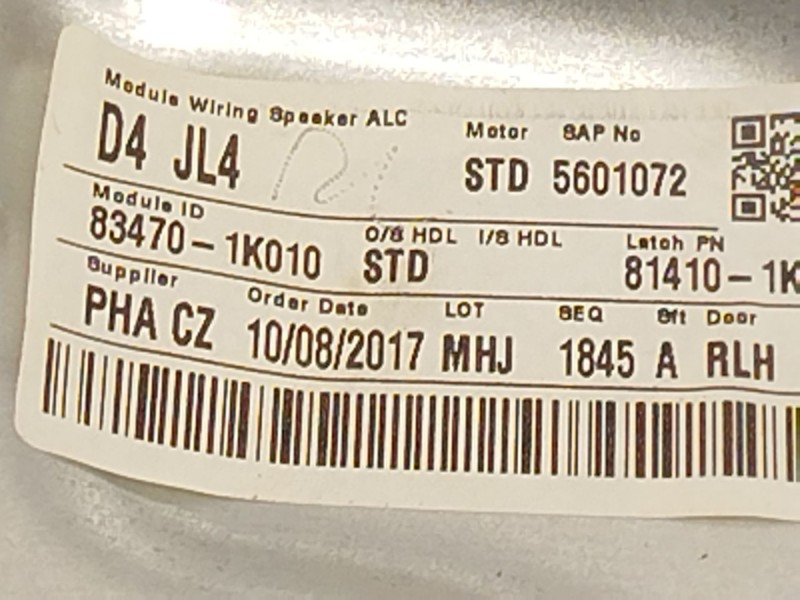 Module Wiring Speaker ALC Motor SAP No
D4 JL4 STD 5601072
Module ID O/S HDL I/S HDL Latch PN
83470-1K010 STD 81410-1K
Supplier Order Date LOT SEQ Sft Door
PHA CZ 10/08/2017 MHJ 1845 A RLH